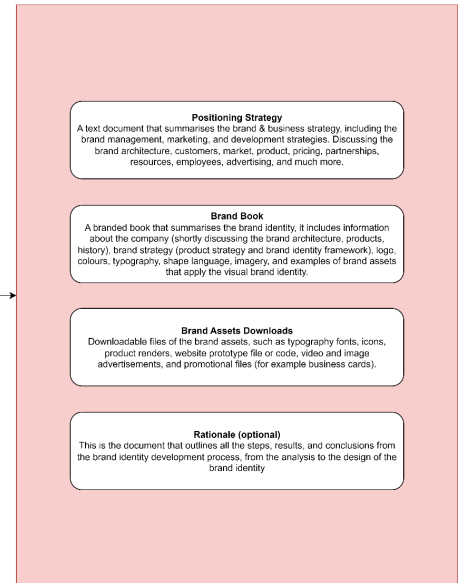 Positioning Strategy
A text document that summarises the brand & business strategy, including the
brand management, marketing, and development strategies. Discussing the
brand architecture, customers, market, product, pricing, partnerships,
resources, employees, advertising, and much more.
Brand Book
A branded book that summarises the brand identity, it includes information
about the company (shortly discussing the brand architecture, products,
history), brand strategy (product strategy and brand identity framework), logo,
colours, typography, shape language, imagery, and examples of brand assets
that apply the visual brand identity.
Brand Assets Downloads
Downloadable files of the brand assets, such as typography fonts, icons,
product renders, website prototype file or code, video and image
advertisements, and promotional files (for example business cards).
Rationale (optional)
This is the document that outlines all the steps, results, and conclusions from
the brand identity development process, from the analysis to the design of the
brand identity